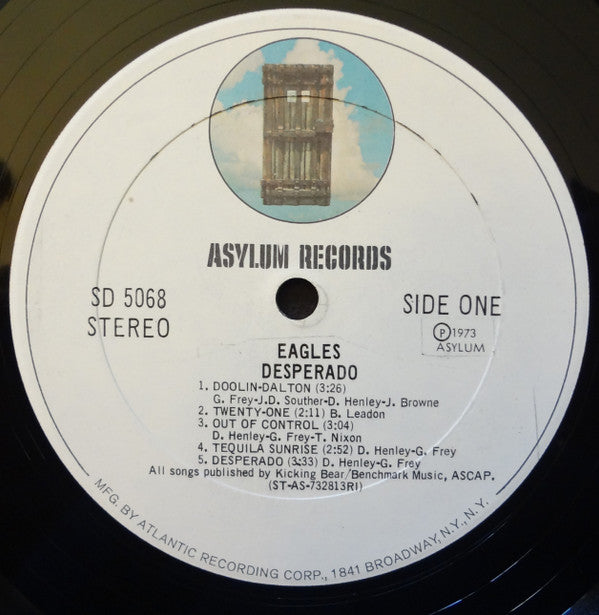 ASYLUM RECORDS
SD 5068
STEREO
SIDE ONE
Ⓟ1973
ASYLUM
EAGLES
DESPERADO
1. DOOLIN-DALTON (3:26)
G. Frey-J.D. Souther-D. Henley-J. Browne
2. TWENTY-ONE (2:11) B. Leadon
3. OUT OF CONTROL (3:04)
D. Henley-G. Frey-T. Nixon
4. TEQUILA SUNRISE (2:52) D. Henley-G. Frey
5. DESPERADO (3:33) D. Henley-G. Frey
All songs published by Kicking Bear/Benchmark Music, ASCAP.
(ST-AS-732813RI)
MFG. BY ATLANTIC RECORDING CORP., 1841 BROADWAY, N.Y., N.Y.